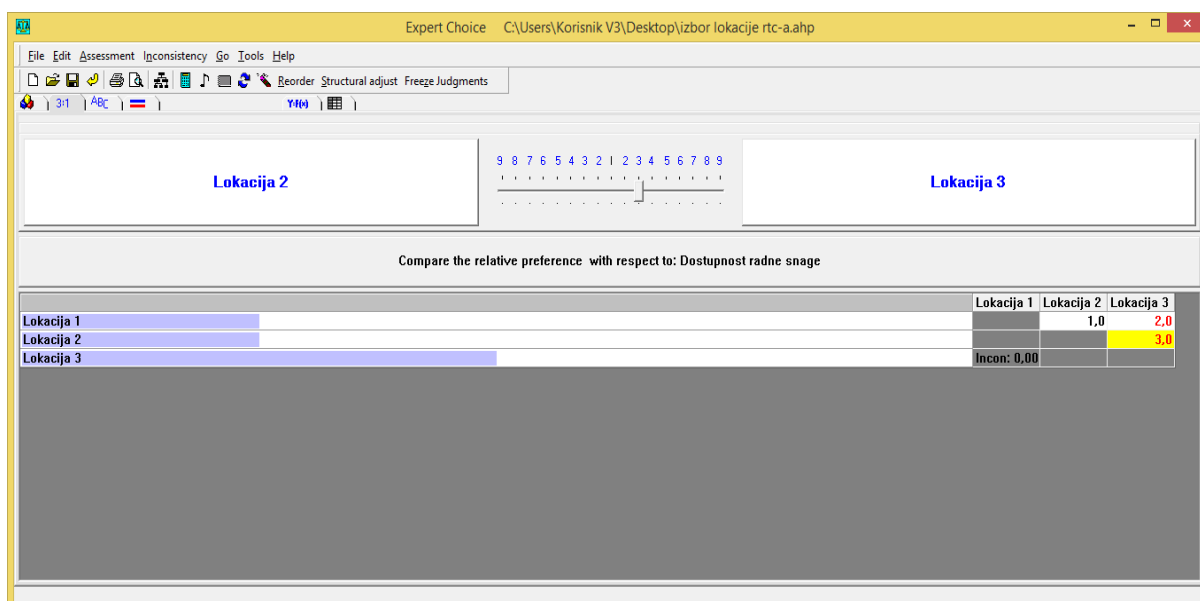 Expert Choice C:\Users\Korisnik V3\Desktop\izbor lokacije rtc-a.ahp
File Edit Assessment Inconsistency Go Tools Help
Reorder Structural adjust Freeze Judgments
3:1 ABC Y:f(x)
Lokacija 2
9 8 7 6 5 4 3 2 1 2 3 4 5 6 7 8 9
Lokacija 3
Compare the relative preference with respect to: Dostupnost radne snage
Lokacija 1 Lokacija 2 Lokacija 3
Lokacija 1 1,0 2,0
Lokacija 2 3,0
Lokacija 3 Incon: 0,00